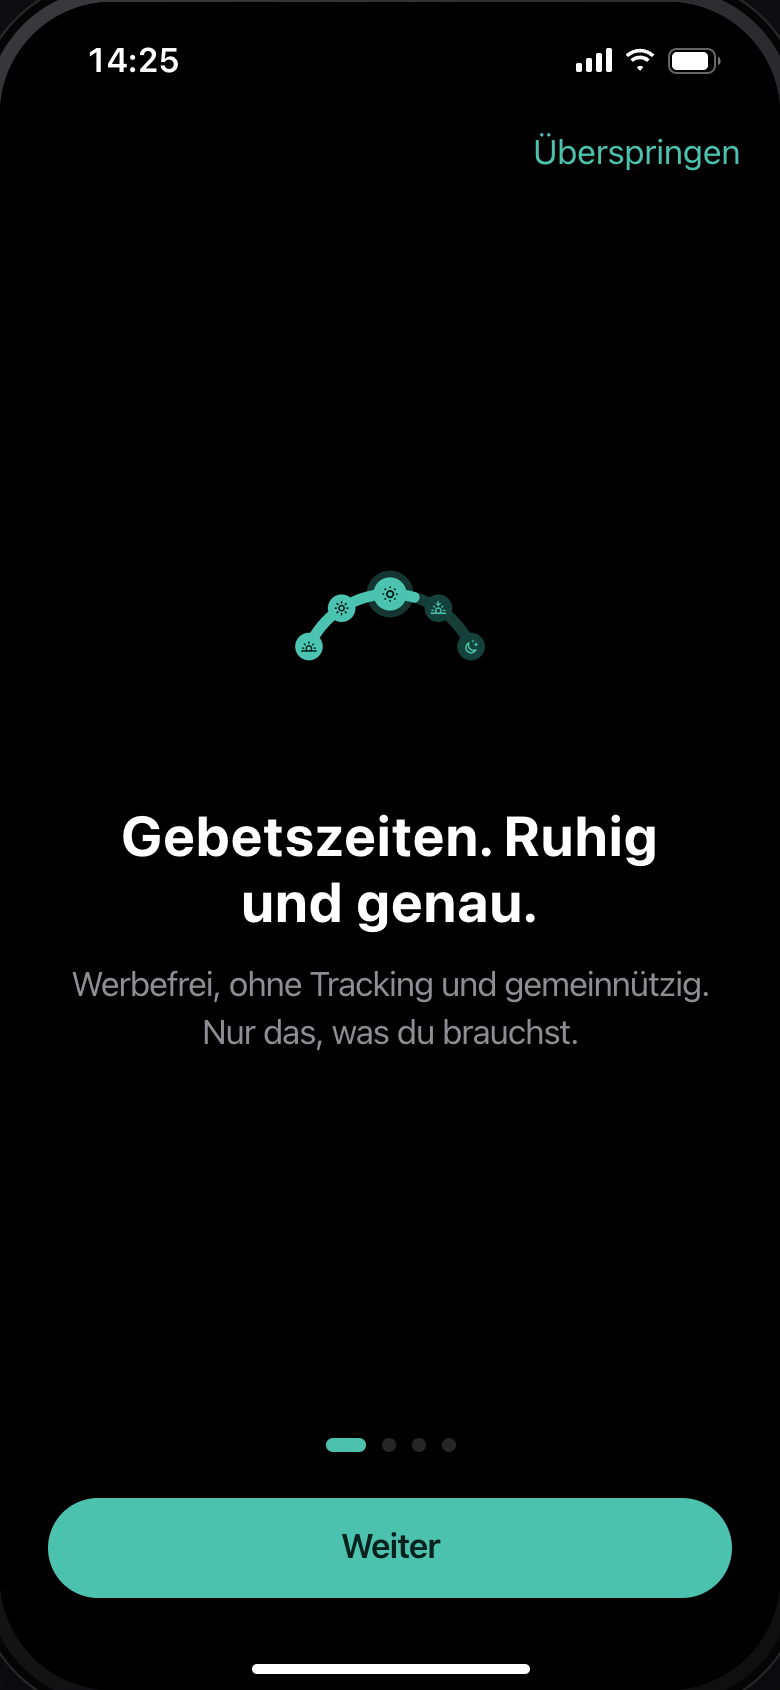 14:25
Überspringen
Gebetszeiten. Ruhig
und genau.
Werbefrei, ohne Tracking und gemeinnützig.
Nur das, was du brauchst.
Weiter